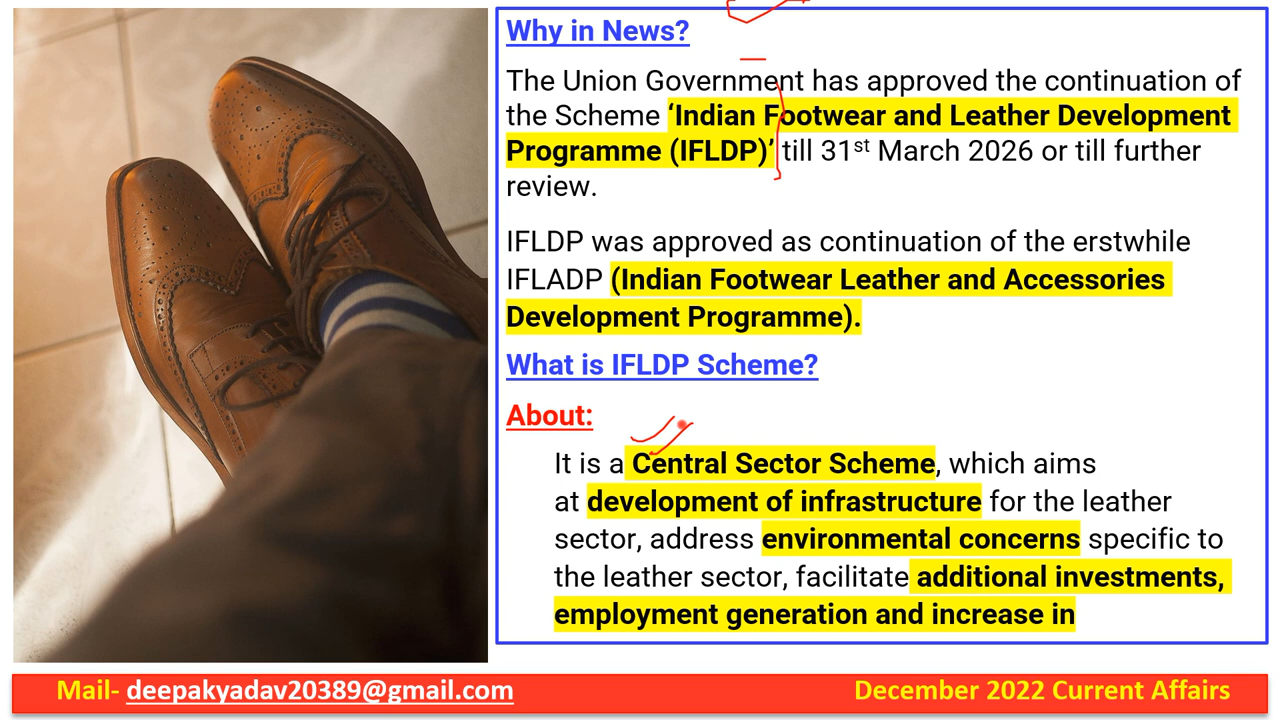 Why in News?
The Union Government has approved the continuation of
the Scheme ‘Indian Footwear and Leather Development
Programme (IFLDP)’ till 31st March 2026 or till further
review.
IFLDP was approved as continuation of the erstwhile
IFLADP (Indian Footwear Leather and Accessories
Development Programme).
What is IFLDP Scheme?
About:
It is a Central Sector Scheme, which aims
at development of infrastructure for the leather
sector, address environmental concerns specific to
the leather sector, facilitate additional investments,
employment generation and increase in
Mail- deepakyadav20389@gmail.com
December 2022 Current Affairs